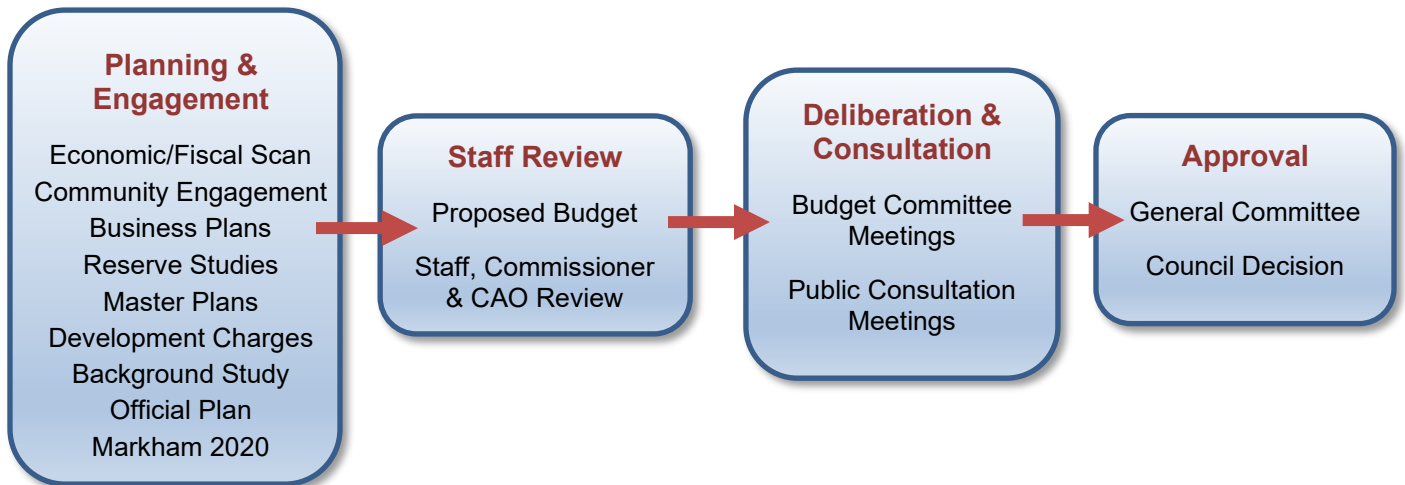 Planning &
Engagement
Economic/Fiscal Scan
Community Engagement
Business Plans
Reserve Studies
Master Plans
Development Charges
Background Study
Official Plan
Markham 2020
Staff Review
Proposed Budget
Staff, Commissioner
& CAO Review
Deliberation &
Consultation
Budget Committee
Meetings
Public Consultation
Meetings
Approval
General Committee
Council Decision